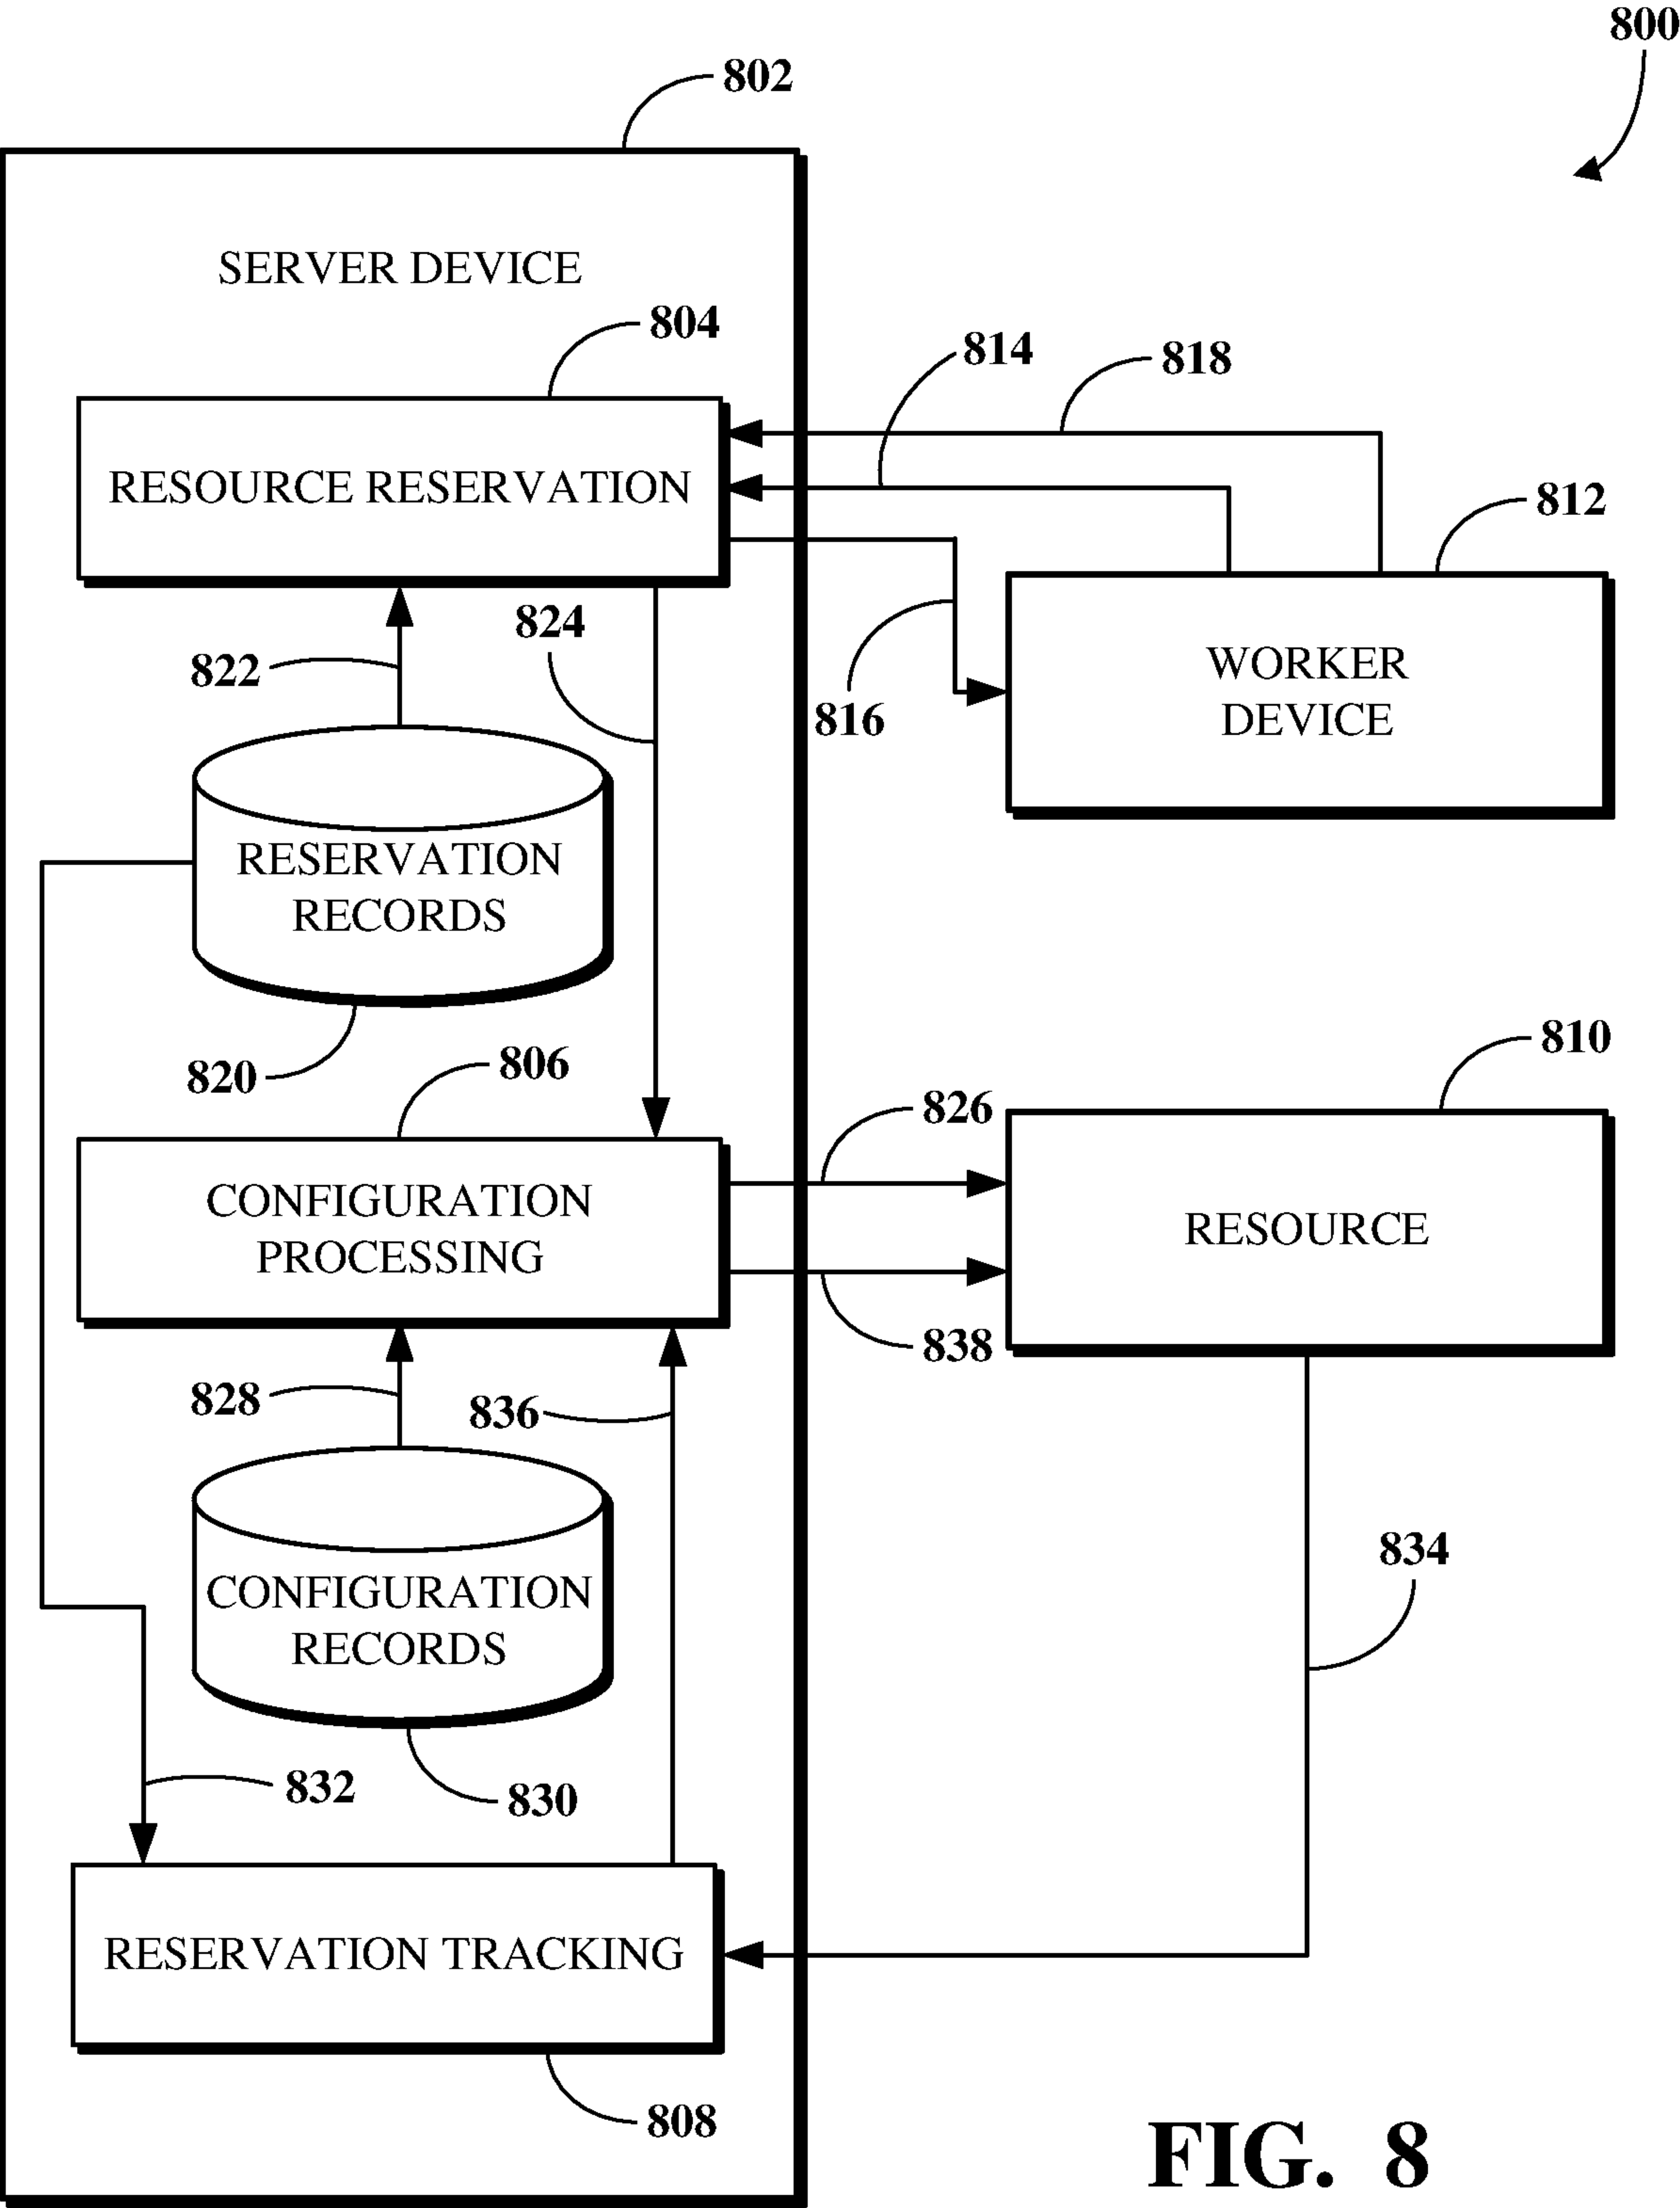 800
802
SERVER DEVICE
804
814
818
RESOURCE RESERVATION
812
824
822
816
WORKER
DEVICE
RESERVATION
RECORDS
820
806
810
826
CONFIGURATION
PROCESSING
RESOURCE
838
828
836
834
CONFIGURATION
RECORDS
832
830
RESERVATION TRACKING
808
FIG. 8